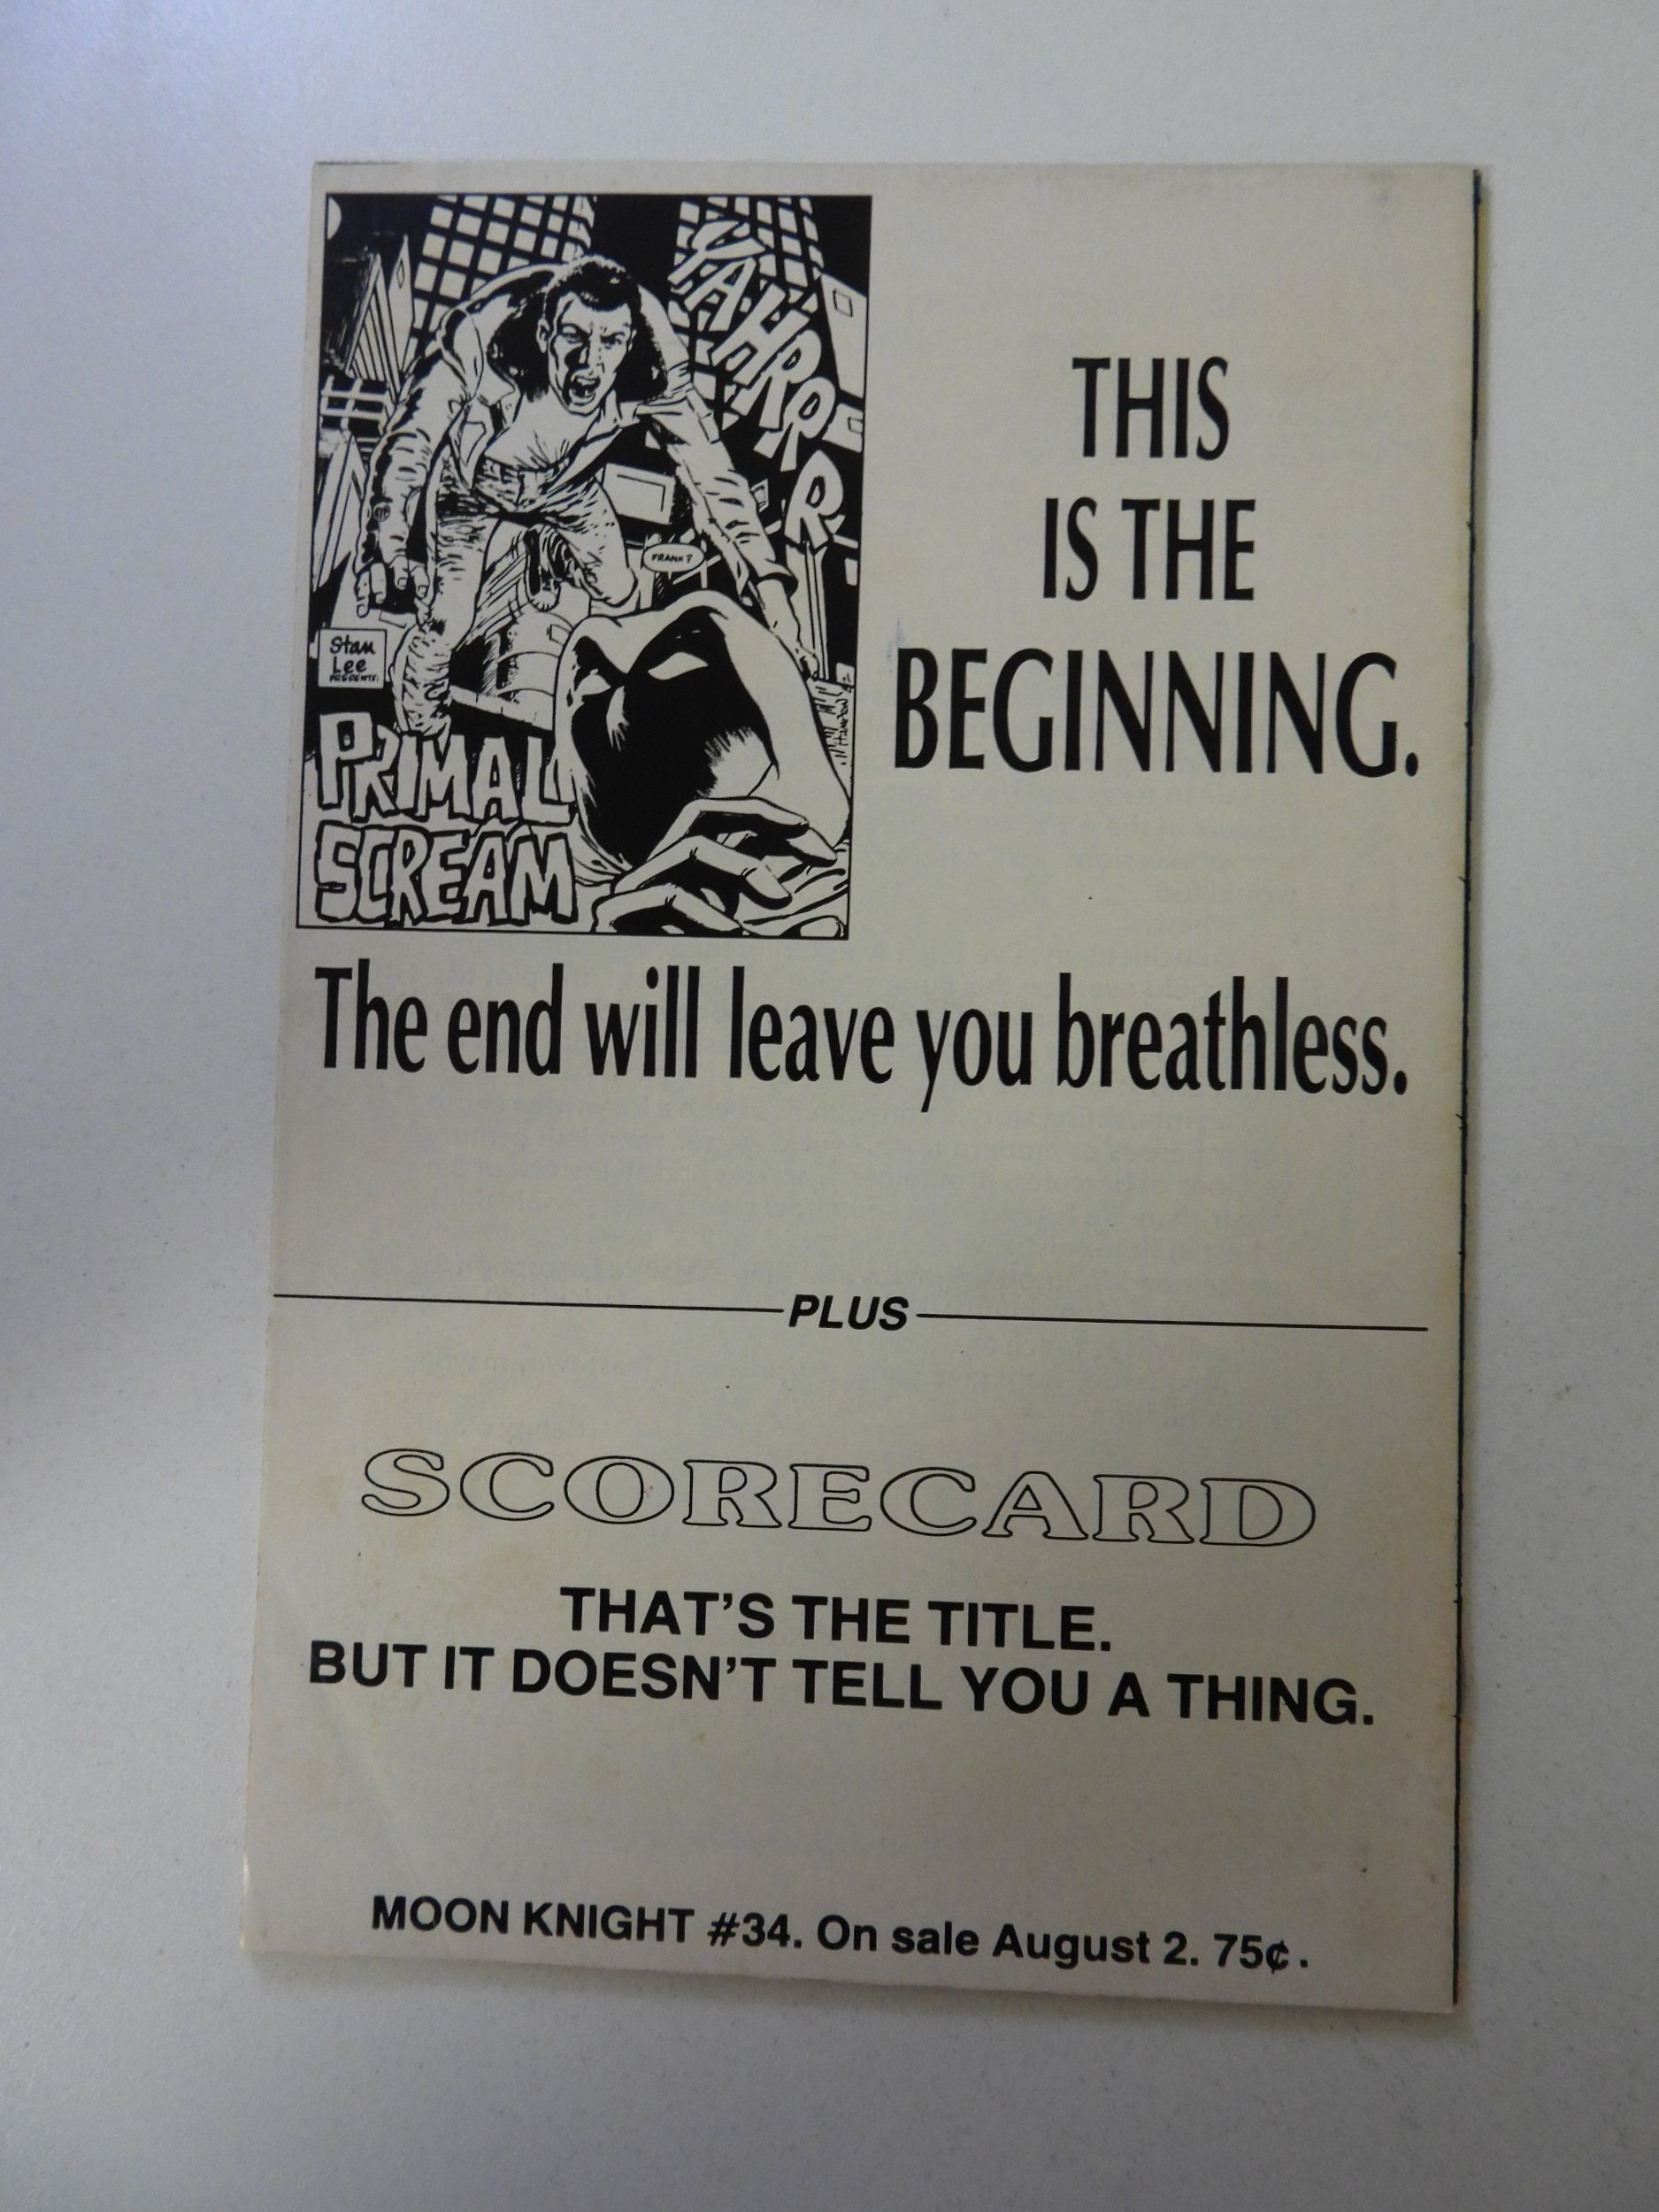 YAHRRRR
THIS
IS THE
BEGINNING.
FRANK?
Stan
Lee
PRESENTS:
PRIMAL
SCREAM
The end will leave you breathless.
PLUS
SCORECARD
THAT'S THE TITLE.
BUT IT DOESN'T TELL YOU A THING.
MOON KNIGHT #34. On sale August 2. 75¢.